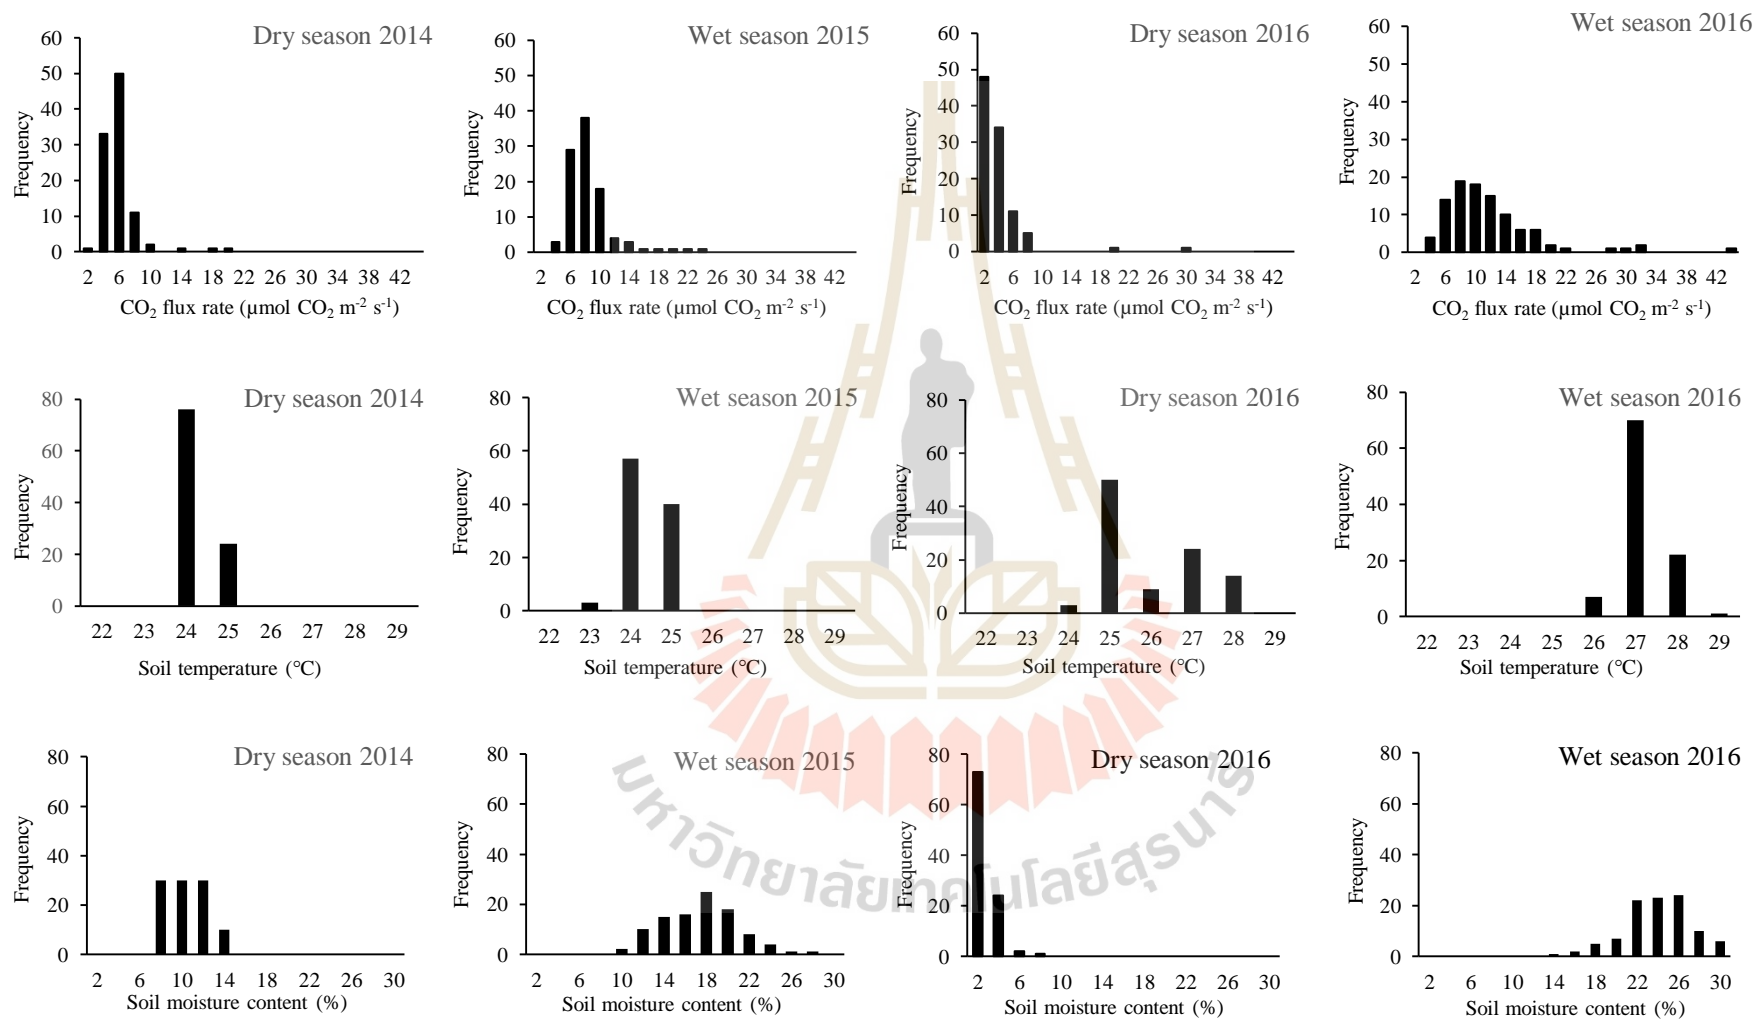 Dry season 2014
60
50
40
30
20
10
0
Frequency
2 6 10 14 18 22 26 30 34 38 42
CO₂ flux rate (µmol CO₂ m⁻² s⁻¹)
Wet season 2015
60
50
40
30
20
10
0
Frequency
2 6 10 14 18 22 26 30 34 38 42
CO₂ flux rate (µmol CO₂ m⁻² s⁻¹)
Dry season 2016
60
50
40
30
20
10
0
Frequency
2 6 10 14 18 22 26 30 34 38 42
CO₂ flux rate (µmol CO₂ m⁻² s⁻¹)
Wet season 2016
60
50
40
30
20
10
0
Frequency
2 6 10 14 18 22 26 30 34 38 42
CO₂ flux rate (µmol CO₂ m⁻² s⁻¹)
Dry season 2014
80
60
40
20
0
Frequency
22 23 24 25 26 27 28 29
Soil temperature (°C)
Wet season 2015
80
60
40
20
0
Frequency
22 23 24 25 26 27 28 29
Soil temperature (°C)
Dry season 2016
80
60
40
20
0
Frequency
22 23 24 25 26 27 28 29
Soil temperature (°C)
Wet season 2016
80
60
40
20
0
Frequency
22 23 24 25 26 27 28 29
Soil temperature (°C)
Dry season 2014
80
60
40
20
0
Frequency
2 6 10 14 18 22 26 30
Soil moisture content (%)
Wet season 2015
80
60
40
20
0
Frequency
2 6 10 14 18 22 26 30
Soil moisture content (%)
Dry season 2016
80
60
40
20
0
Frequency
2 6 10 14 18 22 26 30
Soil moisture content (%)
Wet season 2016
80
60
40
20
0
Frequency
2 6 10 14 18 22 26 30
Soil moisture content (%)
มหาวิทยาลัยเทคโนโลยีสุรนารี